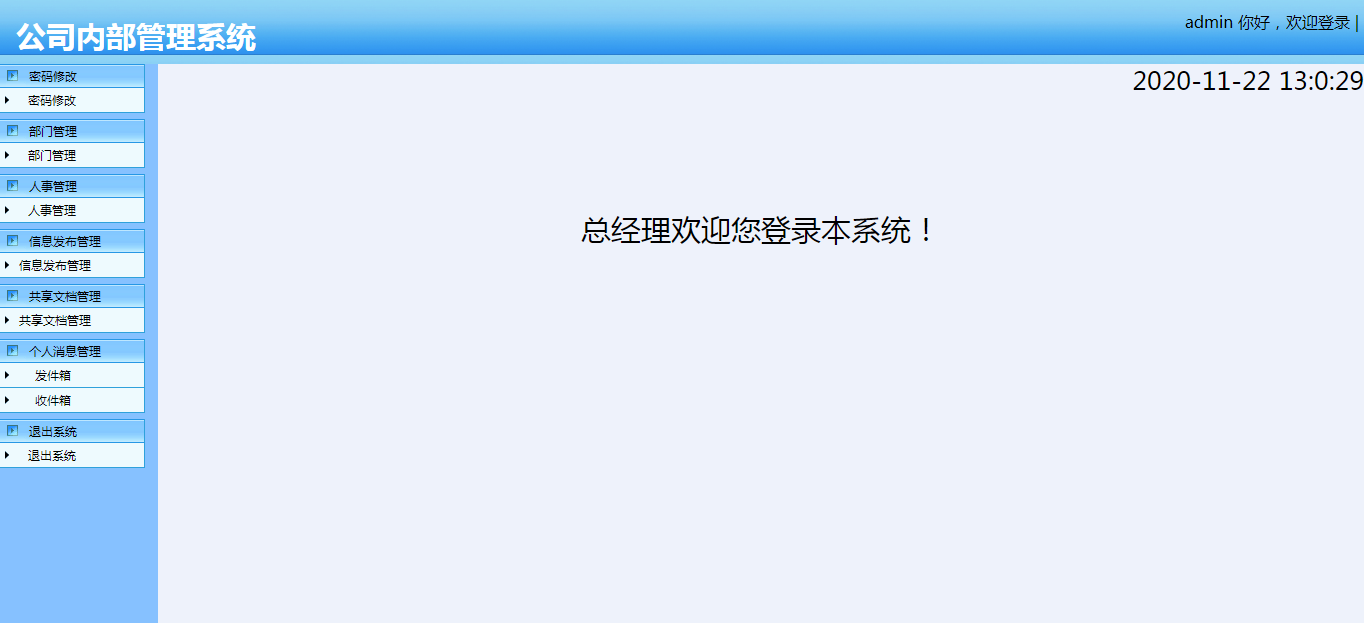 公司内部管理系统
admin 你好，欢迎登录 |
密码修改
密码修改
部门管理
部门管理
人事管理
人事管理
信息发布管理
信息发布管理
共享文档管理
共享文档管理
个人消息管理
发件箱
收件箱
退出系统
退出系统
2020-11-22 13:0:29
总经理欢迎您登录本系统！